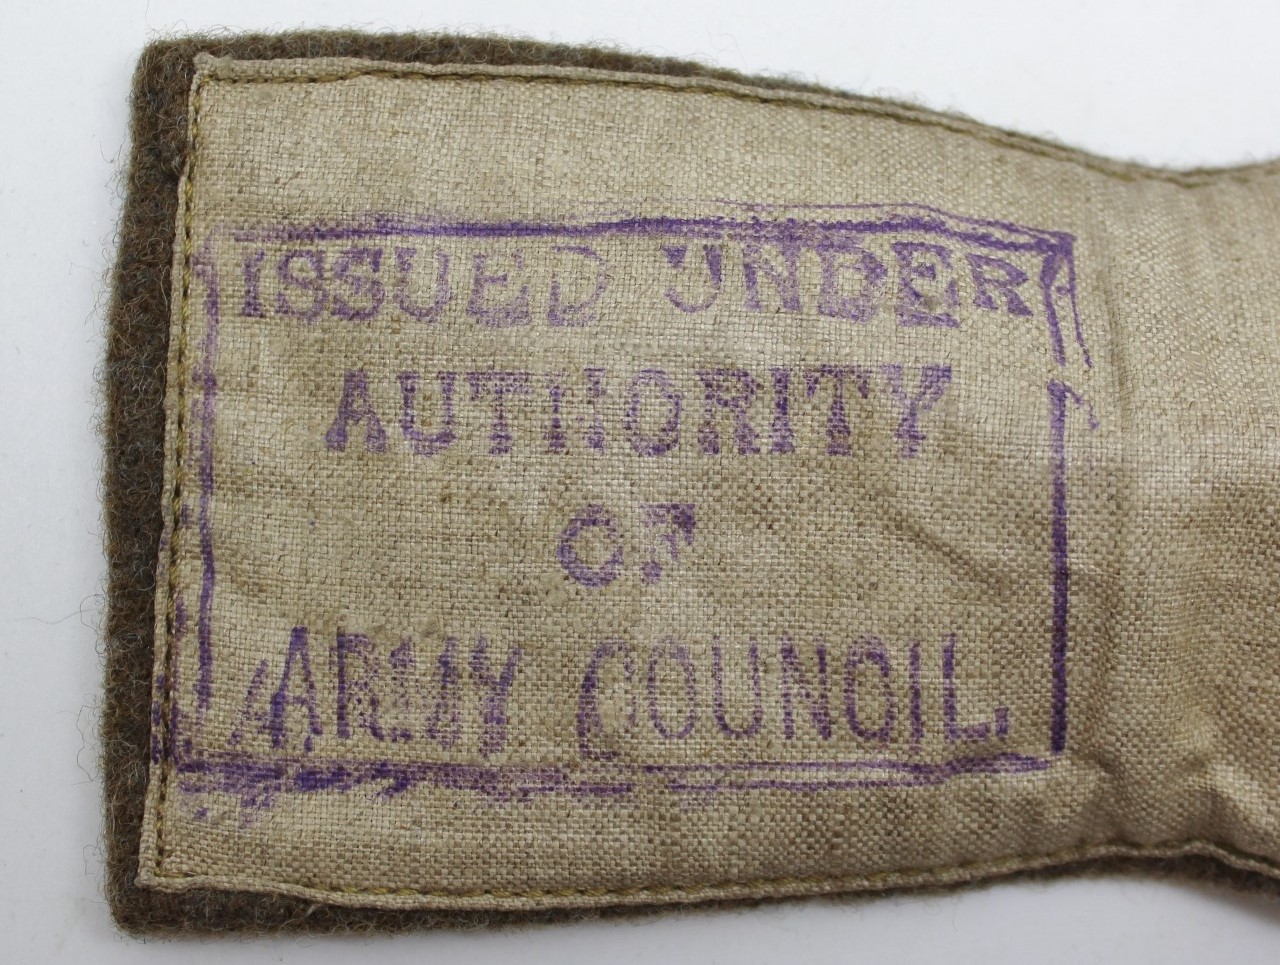 ISSUED UNDER
AUTHORITY
OF
ARMY COUNCIL.